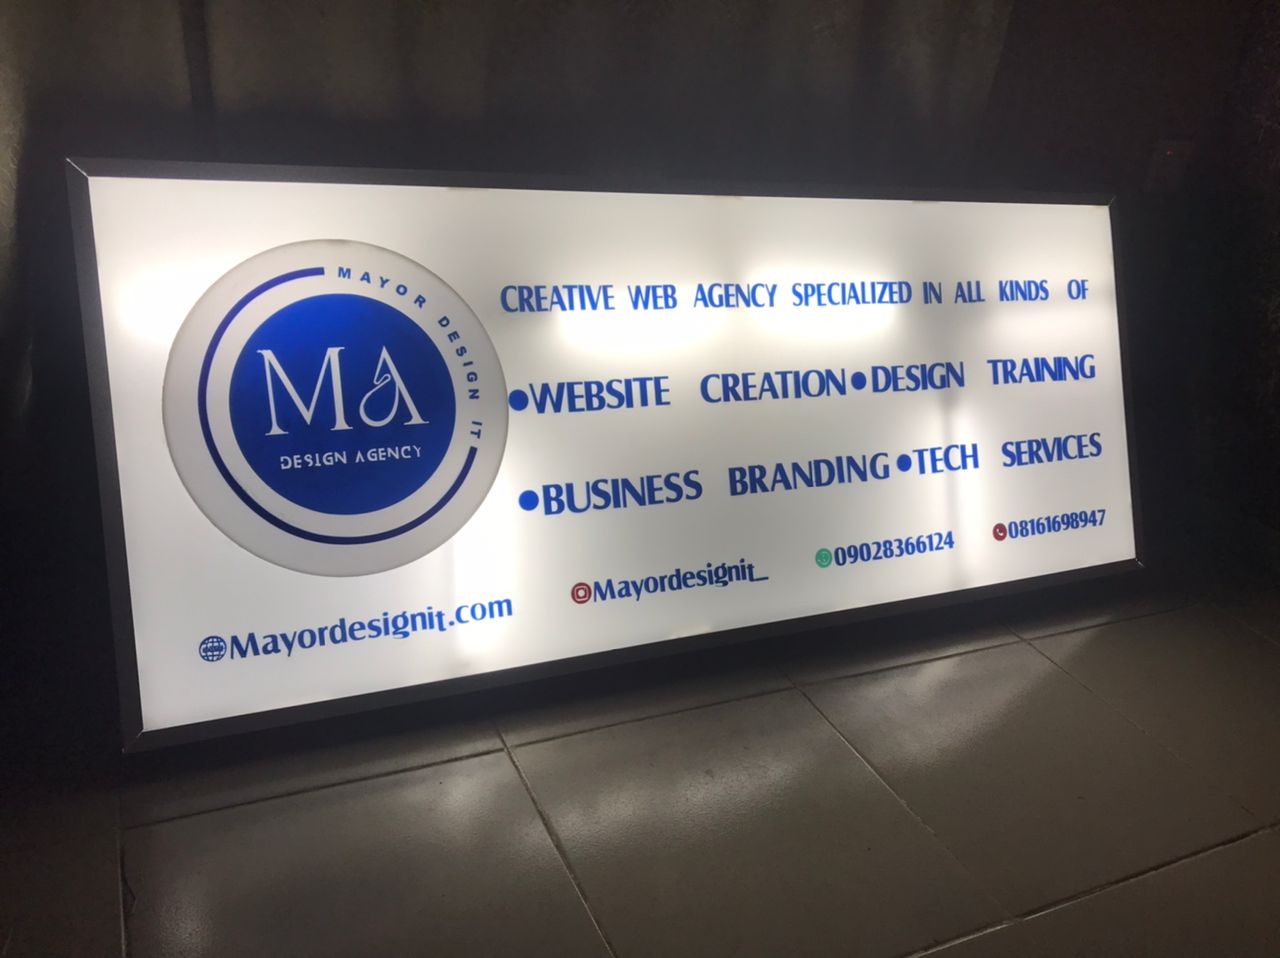 MAYOR DESIGN IT
MA
DESIGN AGENCY
CREATIVE WEB AGENCY SPECIALIZED IN ALL KINDS OF
•WEBSITE CREATION•DESIGN TRAINING
•BUSINESS BRANDING•TECH SERVICES
Mayordesignit.com
Mayordesignit_
09028366124
08161698947